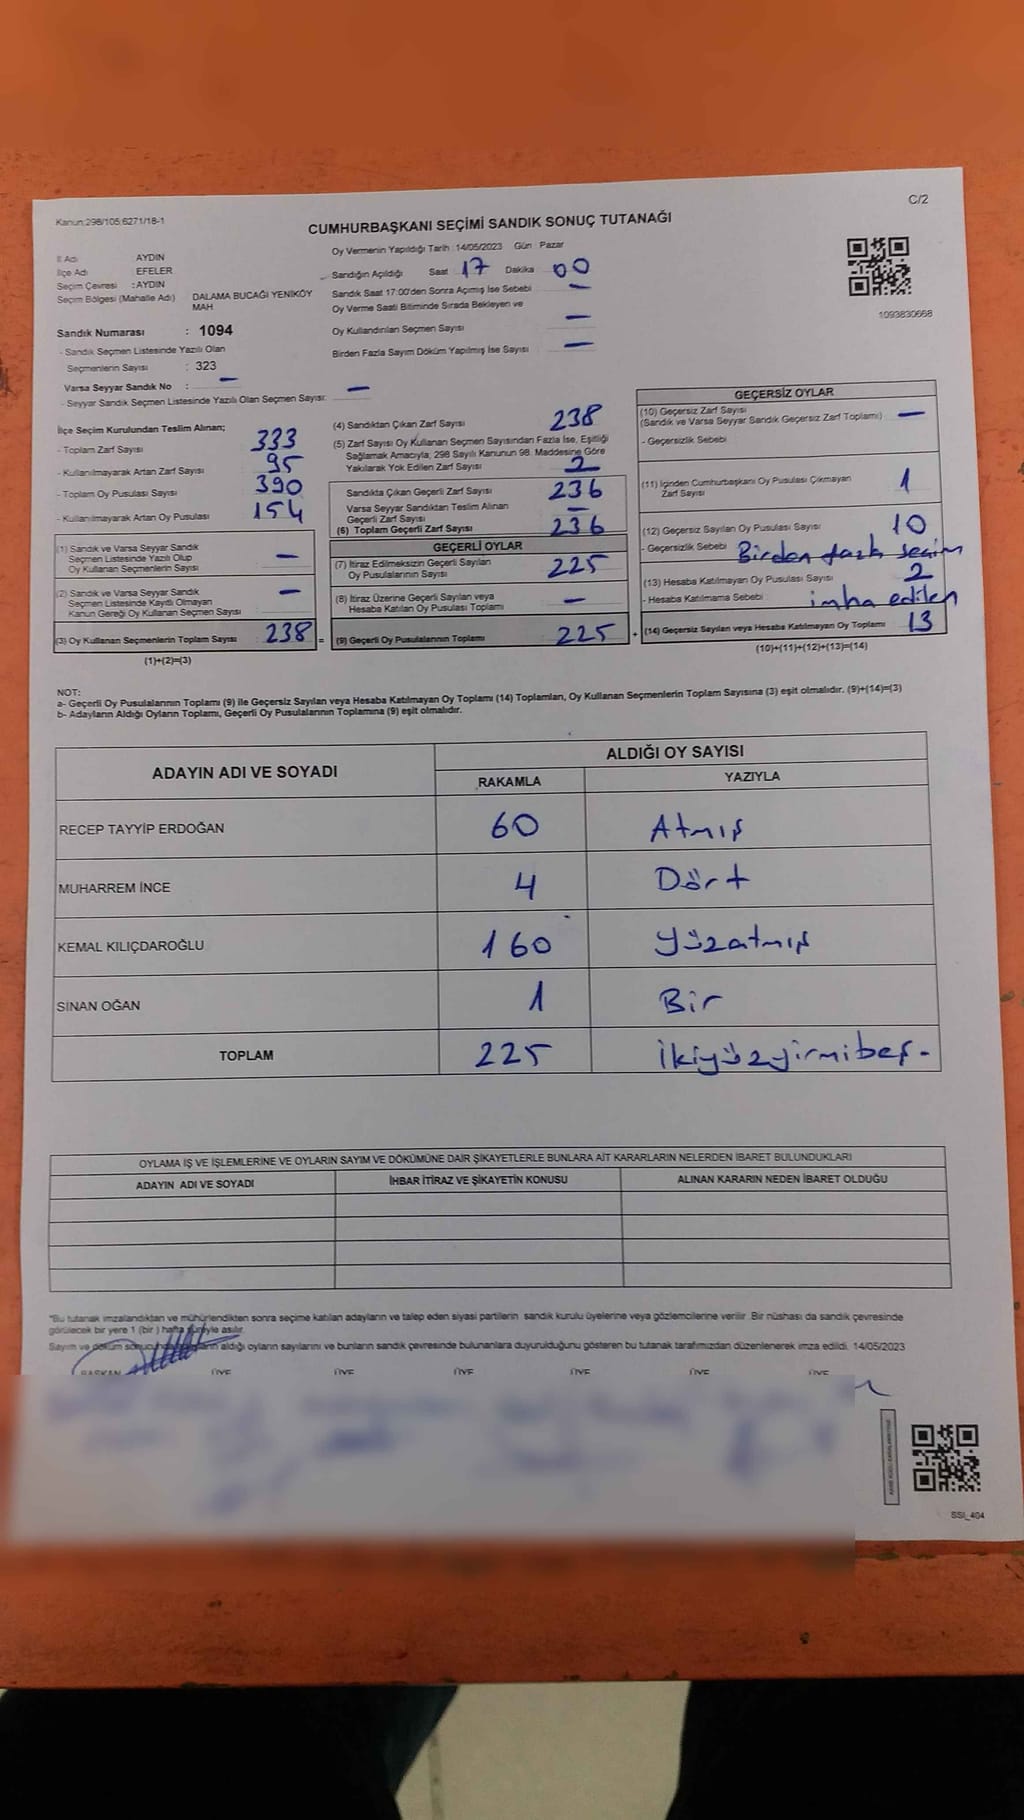 C/2
Kanun:298/105,6271/18-1
CUMHURBAŞKANI SEÇİMİ SANDIK SONUÇ TUTANAĞI
İl Adı AYDIN
İlçe Adı EFELER
Seçim Çevresi : AYDIN
Seçim Bölgesi (Mahalle Adı) DALAMA BUCAĞI YENİKÖY
MAH
Sandık Numarası : 1094
- Sandık Seçmen Listesinde Yazılı Olan
Seçmenlerin Sayısı : 323
Varsa Seyyar Sandık No : -
- Seyyar Sandık Seçmen Listesinde Yazılı Olan Seçmen Sayısı: -
Oy Vermenin Yapıldığı Tarih :14/05/2023 Gün : Pazar
Sandığın Açıldığı Saat 17 Dakika 00
Sandık Saat 17:00'den Sonra Açımış İse Sebebi -
Oy Verme Saati Bitiminde Sırada Bekleyen ve
Oy Kullandırılan Seçmen Sayısı -
Birden Fazla Sayım Döküm Yapılmış İse Sayısı -
1093830668
İlçe Seçim Kurulundan Teslim Alınan;
- Toplam Zarf Sayısı 333
- Kullanılmayarak Artan Zarf Sayısı 95
- Toplam Oy Pusulası Sayısı 390
- Kullanılmayarak Artan Oy Pusulası 154
(1) Sandık ve Varsa Seyyar Sandık
Seçmen Listesinde Yazılı Olup
Oy Kullanan Seçmenlerin Sayısı -
(2) Sandık ve Varsa Seyyar Sandık
Seçmen Listesinde Kayıtlı Olmayan
Kanun Gereği Oy Kullanan Seçmen Sayısı -
(3) Oy Kullanan Seçmenlerin Toplam Sayısı 238 =
(1)+(2)=(3)
(4) Sandıktan Çıkan Zarf Sayısı 238
(5) Zarf Sayısı Oy Kullanan Seçmen Sayısından Fazla İse, Eşitliği
Sağlamak Amacıyla, 298 Sayılı Kanunun 98. Maddesine Göre
Yakılarak Yok Edilen Zarf Sayısı 2
Sandıkta Çıkan Geçerli Zarf Sayısı 236
Varsa Seyyar Sandıktan Teslim Alınan
Geçerli Zarf Sayısı -
(6) Toplam Geçerli Zarf Sayısı 236
GEÇERLİ OYLAR
(7) İtiraz Edilmeksizin Geçerli Sayılan
Oy Pusulalarının Sayısı 225
(8) İtiraz Üzerine Geçerli Sayılan veya
Hesaba Katılan Oy Pusulası Toplamı -
(9) Geçerli Oy Pusulalarının Toplamı 225 +
GEÇERSİZ OYLAR
(10) Geçersiz Zarf Sayısı
(Sandık ve Varsa Seyyar Sandık Geçersiz Zarf Toplamı) -
- Geçersizlik Sebebi
(11) İçinden Cumhurbaşkanı Oy Pusulası Çıkmayan
Zarf Sayısı 1
(12) Geçersiz Sayılan Oy Pusulası Sayısı 10
- Geçersizlik Sebebi Birden fazla seçim
(13) Hesaba Katılmayan Oy Pusulası Sayısı 2
- Hesaba Katılmama Sebebi : imha edilen
(14) Geçersiz Sayılan veya Hesaba Katılmayan Oy Toplamı 13
(10)+(11)+(12)+(13)=(14)
NOT:
a- Geçerli Oy Pusulalarının Toplamı (9) ile Geçersiz Sayılan veya Hesaba Katılmayan Oy Toplamı (14) Toplamları, Oy Kullanan Seçmenlerin Toplam Sayısına (3) eşit olmalıdır. (9)+(14)=(3)
b- Adayların Aldığı Oyların Toplamı, Geçerli Oy Pusulalarının Toplamına (9) eşit olmalıdır.
ADAYIN ADI VE SOYADI ALDIĞI OY SAYISI
RAKAMLA YAZIYLA
RECEP TAYYİP ERDOĞAN 60 Atmış
MUHARREM İNCE 4 Dört
KEMAL KILIÇDAROĞLU 160 Yüzatmış
SİNAN OĞAN 1 Bir
TOPLAM 225 ikiyüzyirmibeş.
OYLAMA İŞ VE İŞLEMLERİNE VE OYLARIN SAYIM VE DÖKÜMÜNE DAİR ŞİKAYETLERLE BUNLARA AİT KARARLARIN NELERDEN İBARET BULUNDUKLARI
ADAYIN ADI VE SOYADI İHBAR İTİRAZ VE ŞİKAYETİN KONUSU ALINAN KARARIN NEDEN İBARET OLDUĞU
*Bu tutanak imzalandıktan ve mühürlendikten sonra seçime katılan adayların ve talep eden siyasi partilerin sandık kurulu üyelerine veya gözlemcilerine verilir. Bir nüshası da sandık çevresinde
görülecek bir yere 1 (bir ) hafta süreyle asılır.
Sayım ve döküm aldığı oyların sayılarını ve bunların sandık çevresinde bulunanlara duyurulduğunu gösteren bu tutanak tarafımızdan düzenlenerek imza edildi. 14/05/2023
BAŞKAN ÜYE ÜYE ÜYE ÜYE ÜYE ÜYE
SSI_404